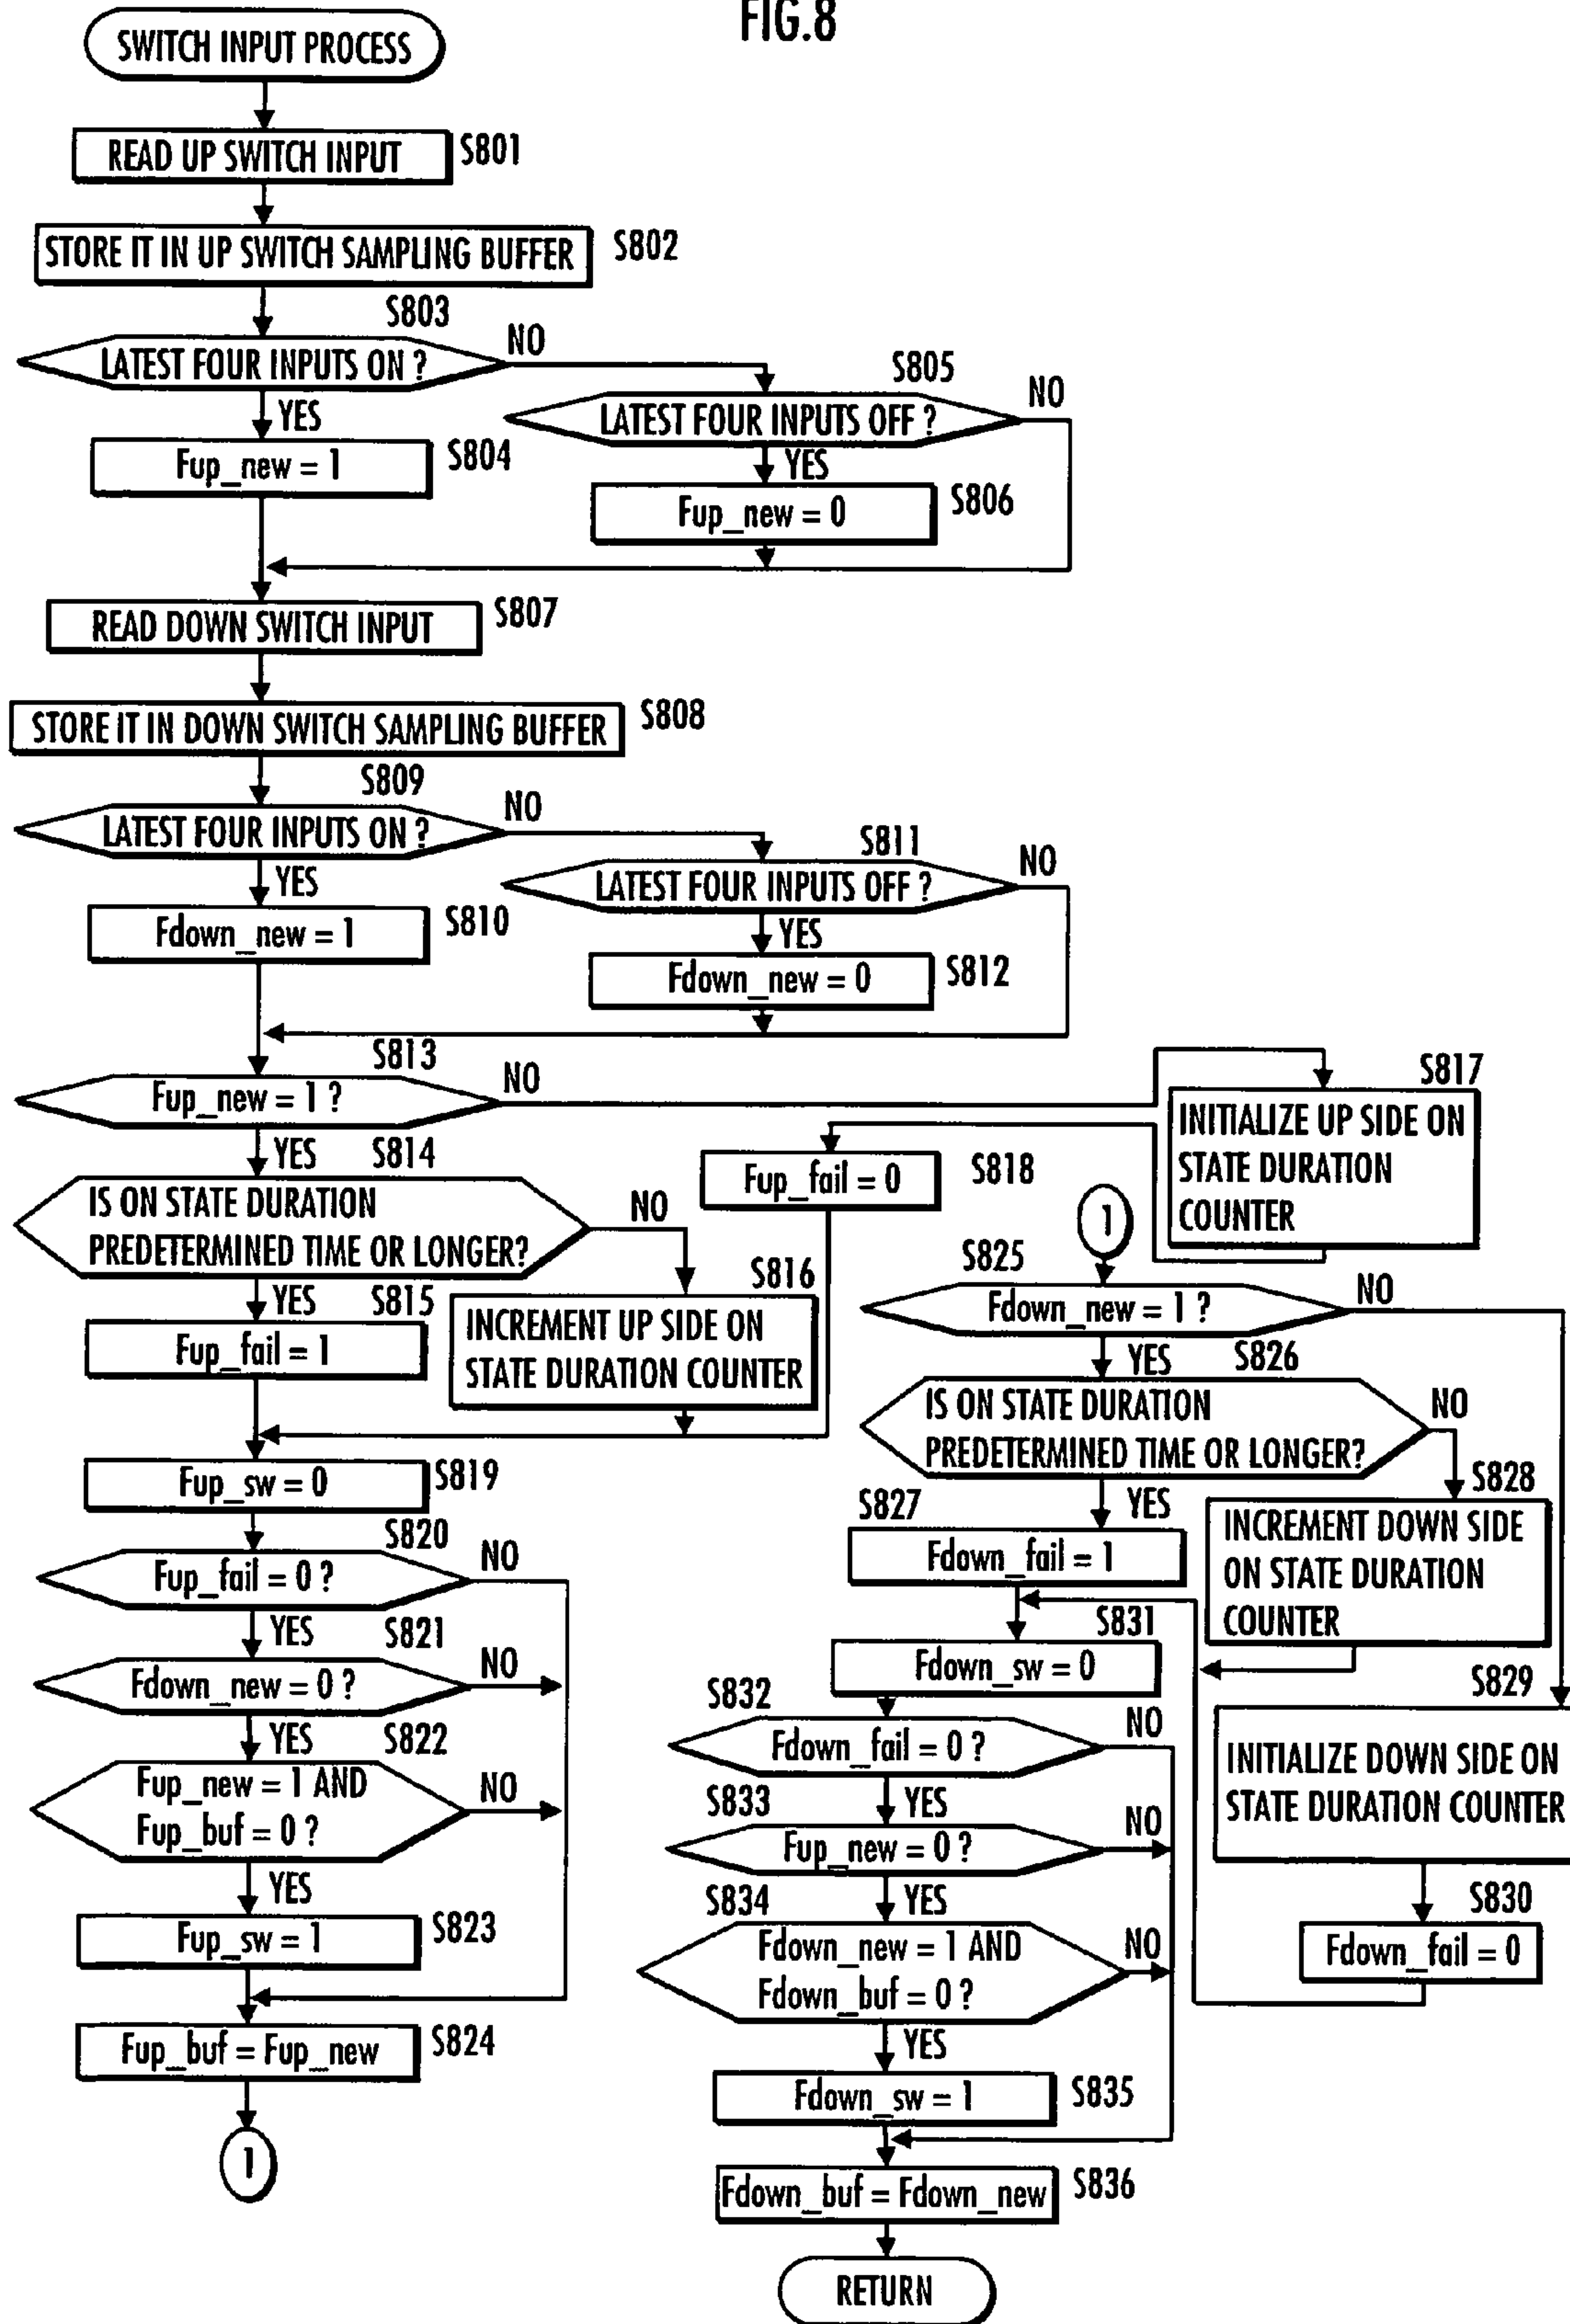 FIG.8
SWITCH INPUT PROCESS
READ UP SWITCH INPUT
S801
STORE IT IN UP SWITCH SAMPLING BUFFER
S802
S803
LATEST FOUR INPUTS ON ?
NO
YES
S805
LATEST FOUR INPUTS OFF ?
NO
YES
Fup_new = 1
S804
Fup_new = 0
S806
READ DOWN SWITCH INPUT
S807
STORE IT IN DOWN SWITCH SAMPLING BUFFER
S808
S809
LATEST FOUR INPUTS ON ?
NO
YES
S811
LATEST FOUR INPUTS OFF ?
NO
YES
Fdown_new = 1
S810
Fdown_new = 0
S812
S813
Fup_new = 1 ?
NO
YES
S814
IS ON STATE DURATION
PREDETERMINED TIME OR LONGER?
NO
YES
S815
Fup_fail = 1
S816
INCREMENT UP SIDE ON
STATE DURATION COUNTER
S817
INITIALIZE UP SIDE ON
STATE DURATION
COUNTER
Fup_fail = 0
S818
Fup_sw = 0
S819
S820
Fup_fail = 0 ?
NO
YES
S821
Fdown_new = 0 ?
NO
YES
S822
Fup_new = 1 AND
Fup_buf = 0 ?
NO
YES
Fup_sw = 1
S823
Fup_buf = Fup_new
S824
1
1
S825
Fdown_new = 1 ?
NO
YES
S826
IS ON STATE DURATION
PREDETERMINED TIME OR LONGER?
NO
YES
S827
Fdown_fail = 1
S828
INCREMENT DOWN SIDE
ON STATE DURATION
COUNTER
S829
INITIALIZE DOWN SIDE ON
STATE DURATION COUNTER
S830
Fdown_fail = 0
S831
Fdown_sw = 0
S832
Fdown_fail = 0 ?
NO
YES
S833
Fup_new = 0 ?
NO
YES
S834
Fdown_new = 1 AND
Fdown_buf = 0 ?
NO
YES
Fdown_sw = 1
S835
Fdown_buf = Fdown_new
S836
RETURN